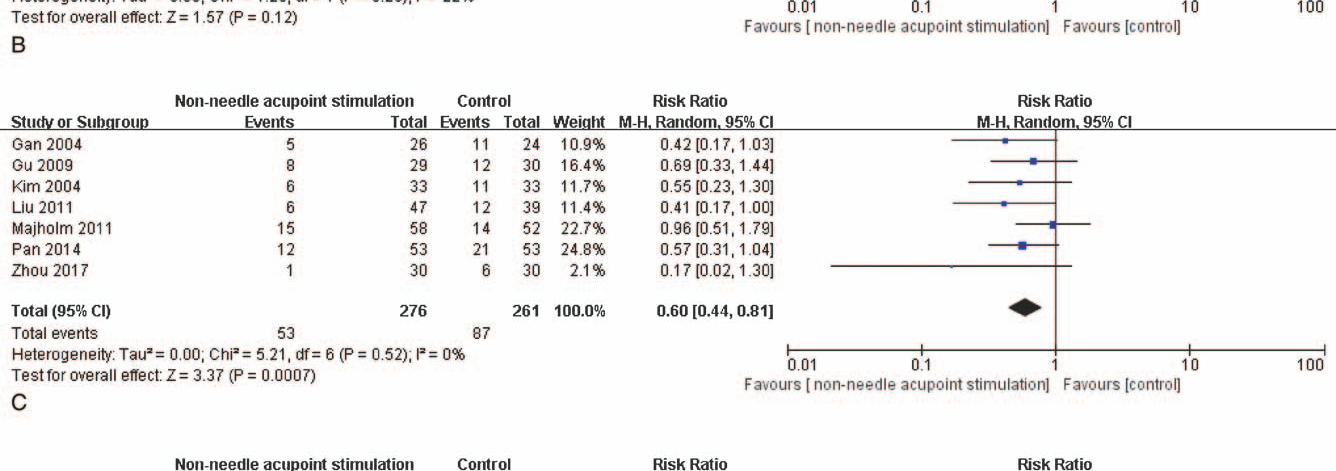 Test for overall effect: Z = 1.57 (P = 0.12)
0.01 0.1 1 10 100
Favours [ non-needle acupoint stimulation] Favours [control]
B
Non-needle acupoint stimulation Control Risk Ratio Risk Ratio
Study or Subgroup Events Total Events Total Weight M-H, Random, 95% CI M-H, Random, 95% CI
Gan 2004 5 26 11 24 10.9% 0.42 [0.17, 1.03]
Gu 2009 8 29 12 30 16.4% 0.69 [0.33, 1.44]
Kim 2004 6 33 11 33 11.7% 0.55 [0.23, 1.30]
Liu 2011 6 47 12 39 11.4% 0.41 [0.17, 1.00]
Majholm 2011 15 58 14 52 22.7% 0.96 [0.51, 1.79]
Pan 2014 12 53 21 53 24.8% 0.57 [0.31, 1.04]
Zhou 2017 1 30 6 30 2.1% 0.17 [0.02, 1.30]
Total (95% CI) 276 261 100.0% 0.60 [0.44, 0.81]
Total events 53 87
Heterogeneity: Tau² = 0.00; Chi² = 5.21, df = 6 (P = 0.52); I² = 0%
Test for overall effect: Z = 3.37 (P = 0.0007)
0.01 0.1 1 10 100
Favours [ non-needle acupoint stimulation] Favours [control]
C
Non-needle acupoint stimulation Control Risk Ratio Risk Ratio